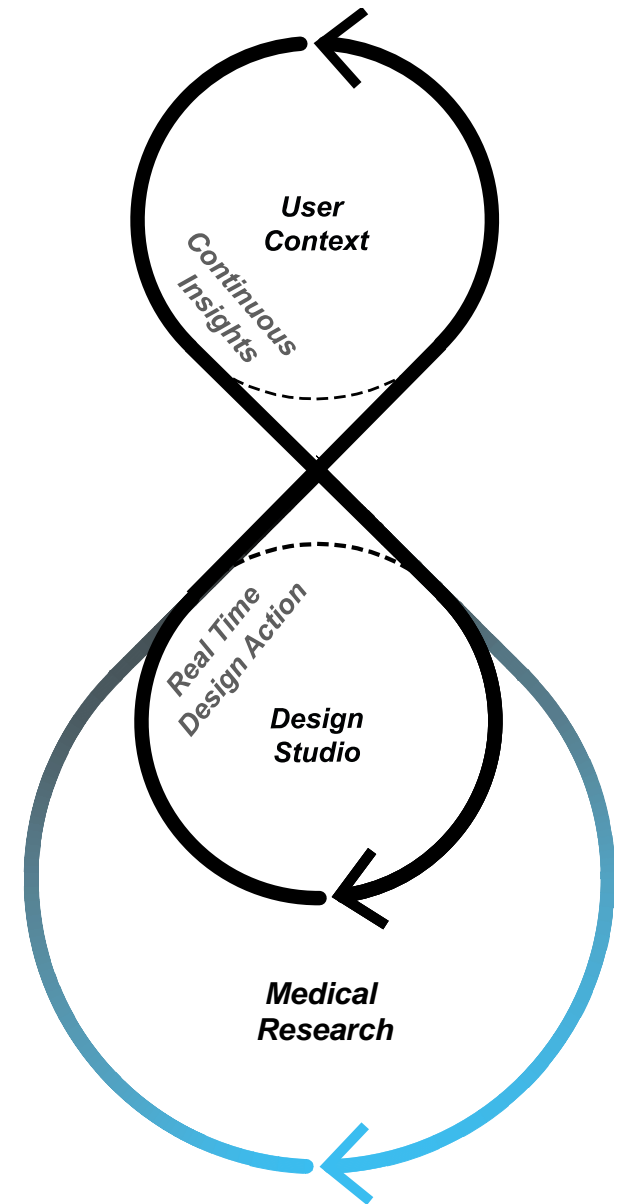 User
Context
Continuous
Insights
Real Time
Design Action
Design
Studio
Medical
Research